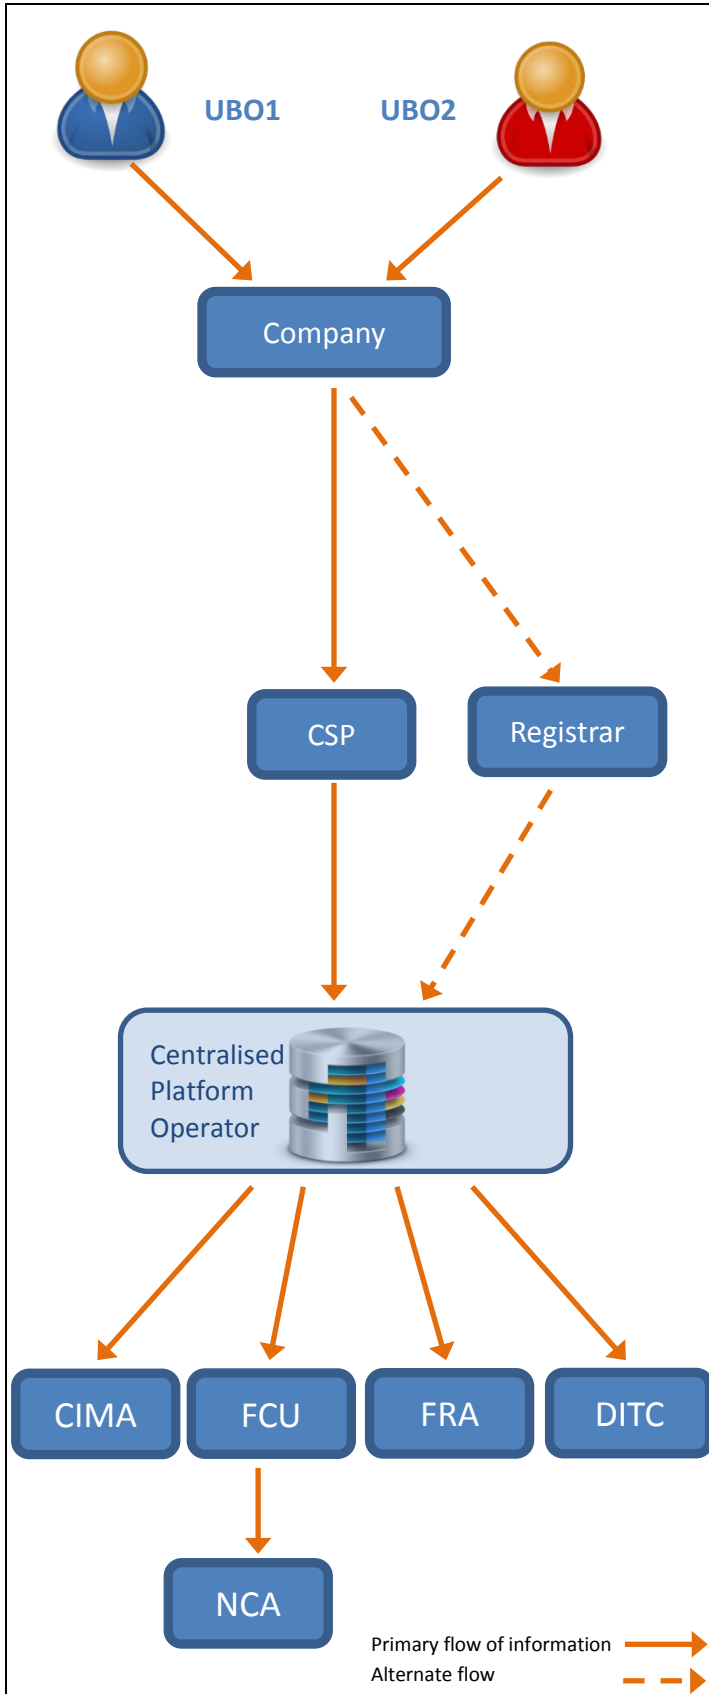 UBO1
UBO2
Company
CSP
Registrar
Centralised
Platform
Operator
CIMA
FCU
FRA
DITC
NCA
Primary flow of information
Alternate flow